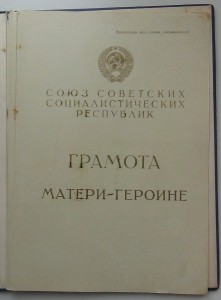 СОЮЗ СОВЕТСКИХ
СОЦИАЛИСТИЧЕСКИХ
РЕСПУБЛИК
ГРАМОТА
МАТЕРИ-ГЕРОИНЕ